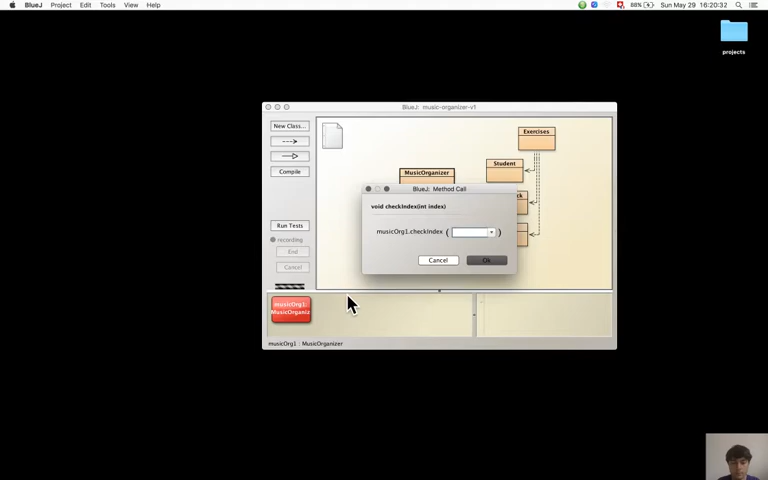 BlueJ Project Edit Tools View Help 88% Sun May 29 16:20:32
projects
BlueJ: music-organizer-v1
New Class...
Exercises
Compile
Student
MusicOrganizer
BlueJ: Method Call
void checkIndex(int index)
musicOrg1.checkIndex ( )
Run Tests
recording
End
Cancel
Cancel Ok
musicOrg1:
MusicOrganiz
musicOrg1 : MusicOrganizer